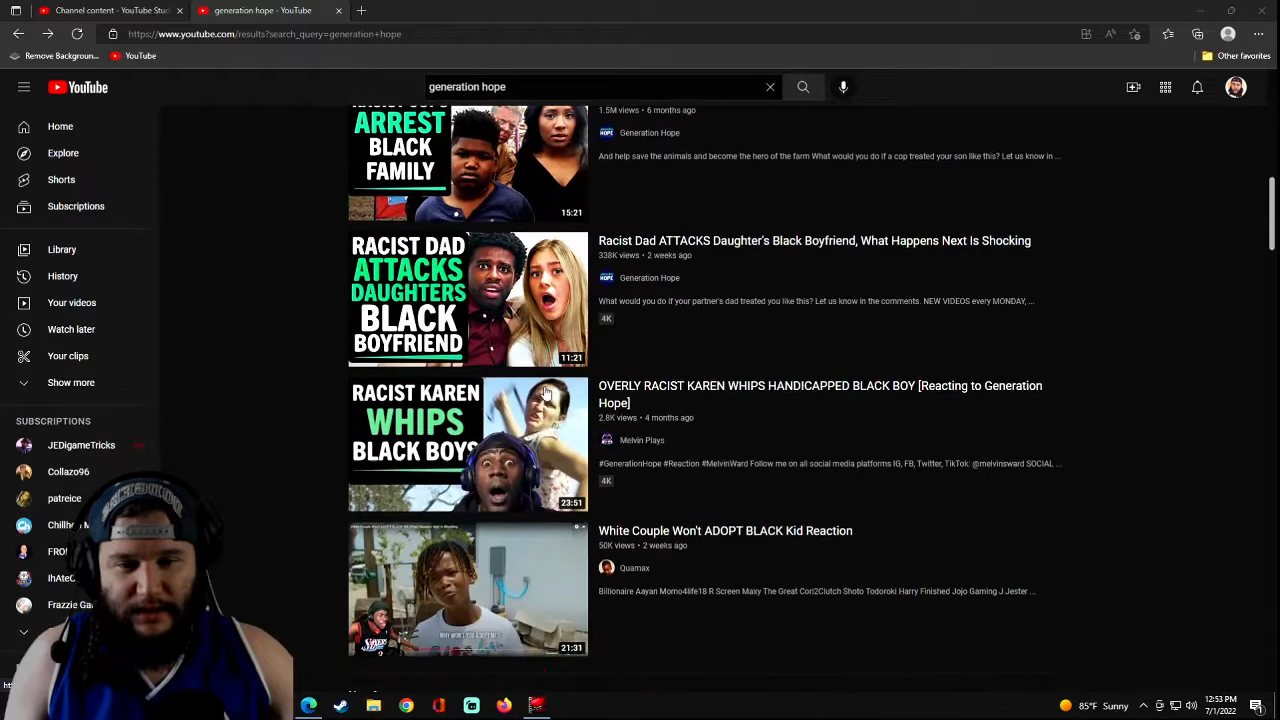 Channel content - YouTube Stud
generation hope - YouTube
https://www.youtube.com/results?search_query=generation+hope
Remove Backgroun...
YouTube
Other favorites
YouTube
generation hope
Home
Explore
Shorts
Subscriptions
Library
History
Your videos
Watch later
Your clips
Show more
SUBSCRIPTIONS
JEDIgameTricks
Collazo96
patreice
FRO
IHAteC
Frazzie Gam
ARREST
BLACK
FAMILY
15:21
1.5M views • 6 months ago
Generation Hope
And help save the animals and become the hero of the farm What would you do if a cop treated your son like this? Let us know in ...
RACIST DAD
ATTACKS
DAUGHTERS
BLACK
BOYFRIEND
11:21
Racist Dad ATTACKS Daughter's Black Boyfriend, What Happens Next Is Shocking
338K views • 2 weeks ago
Generation Hope
What would you do if your partner's dad treated you like this? Let us know in the comments. NEW VIDEOS every MONDAY, ...
4K
RACIST KAREN
WHIPS
BLACK BOYS
23:51
OVERLY RACIST KAREN WHIPS HANDICAPPED BLACK BOY [Reacting to Generation
Hope]
2.8K views • 4 months ago
Melvin Plays
#GenerationHope #Reaction #MelvinWard Follow me on all social media platforms IG, FB, Twitter, TikTok: @melvinsward SOCIAL ...
4K
WHY WON'T YOU ADOPT ME?
21:31
White Couple Won't ADOPT BLACK Kid Reaction
50K views • 2 weeks ago
Quamax
Billionaire Aayan Momo4life18 R Screen Maxy The Great Cori2Clutch Shoto Todoroki Harry Finished Jojo Gaming J Jester ...
85°F Sunny
12:53 PM
7/1/2022